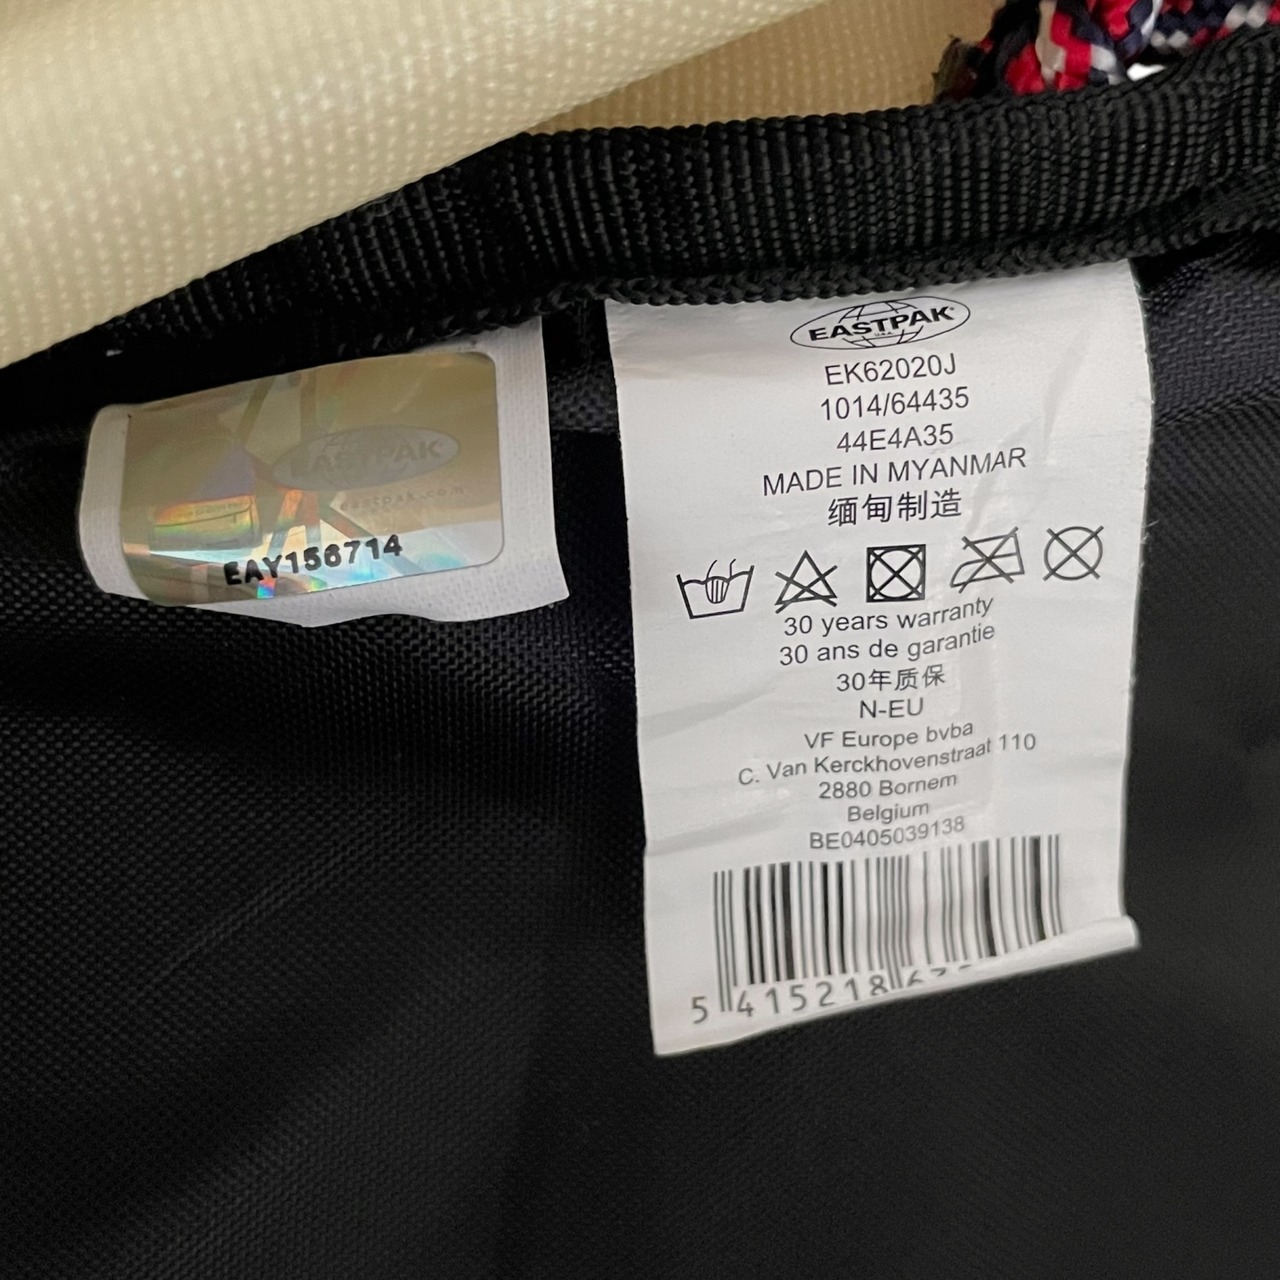 EASTPAK
eastpak.com
EAY156714
EASTPAK
USA
EK62020J
1014/64435
44E4A35
MADE IN MYANMAR
缅甸制造
30 years warranty
30 ans de garantie
30年质保
N-EU
VF Europe bvba
C. Van Kerckhovenstraat 110
2880 Bornem
Belgium
BE0405039138
5 415218